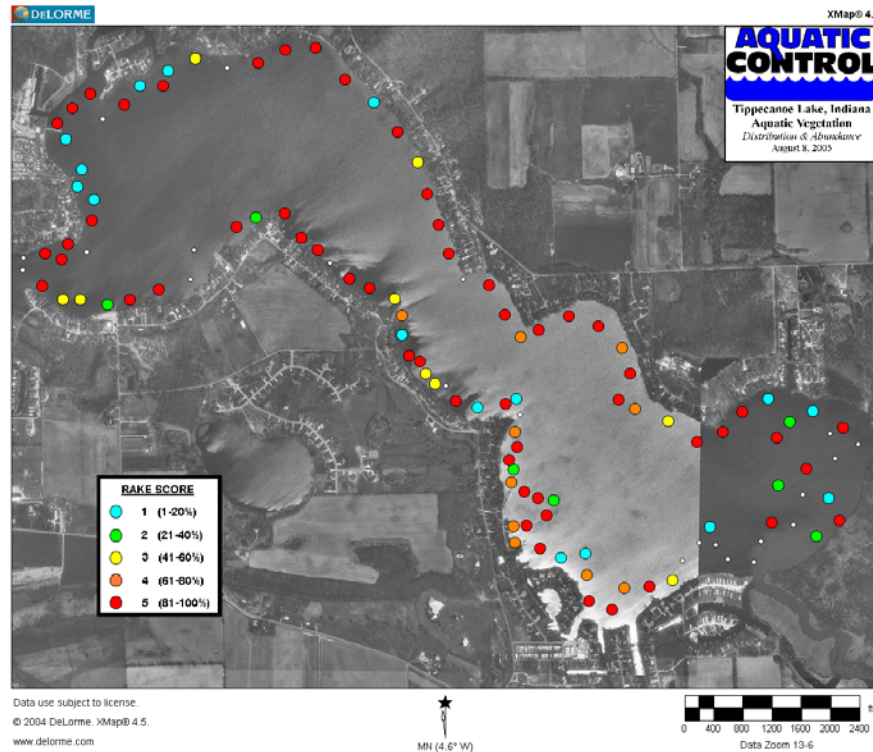 DELORME
XMap® 4.
AQUATIC
CONTROL
Tippecanoe Lake, Indiana
Aquatic Vegetation
Distribution & Abundance
August 8, 2005
RAKE SCORE
1 (1-20%)
2 (21-40%)
3 (41-60%)
4 (61-80%)
5 (81-100%)
Data use subject to license.
© 2004 DeLorme. XMap® 4.5.
www.delorme.com
MN (4.6° W)
ft
0 400 800 1200 1600 2000 2400
Data Zoom 13-6